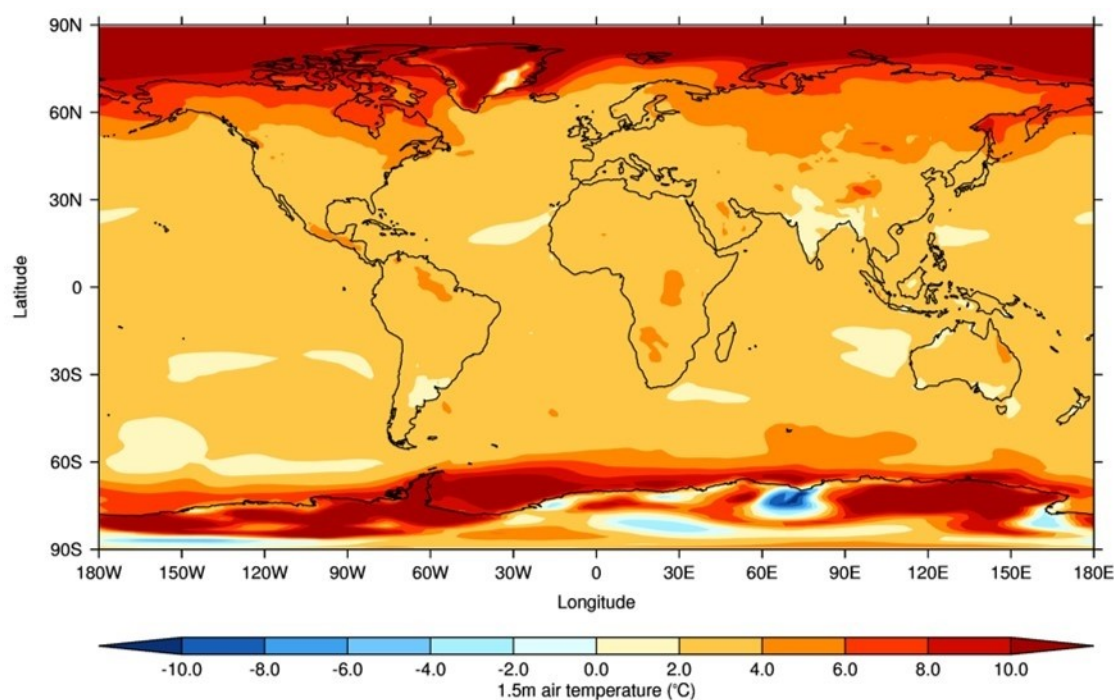 90N
60N
30N
0
30S
60S
90S
Latitude
180W 150W 120W 90W 60W 30W 0 30E 60E 90E 120E 150E 180E
Longitude
-10.0 -8.0 -6.0 -4.0 -2.0 0.0 2.0 4.0 6.0 8.0 10.0
1.5m air temperature (°C)